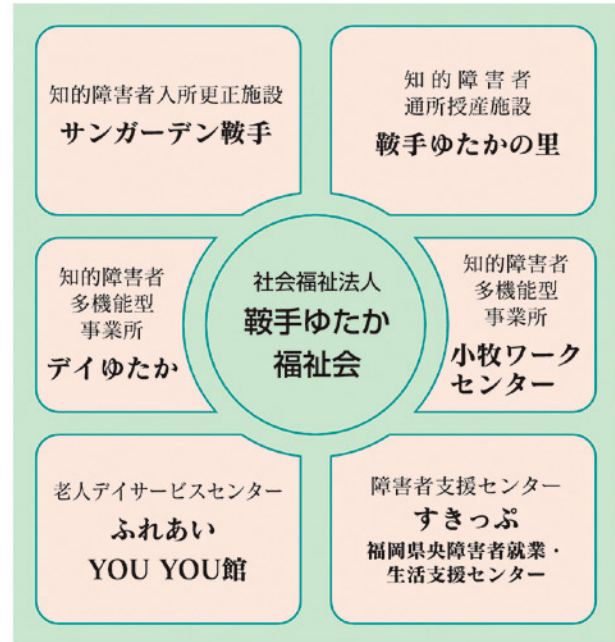 知的障害者入所更正施設
サンガーデン鞍手
知的障害者
通所授産施設
鞍手ゆたかの里
知的障害者
多機能型
事業所
デイゆたか
社会福祉法人
鞍手ゆたか
福祉会
知的障害者
多機能型
事業所
小牧ワーク
センター
老人デイサービスセンター
ふれあい
YOU YOU館
障害者支援センター
すきっぷ
福岡県央障害者就業・
生活支援センター